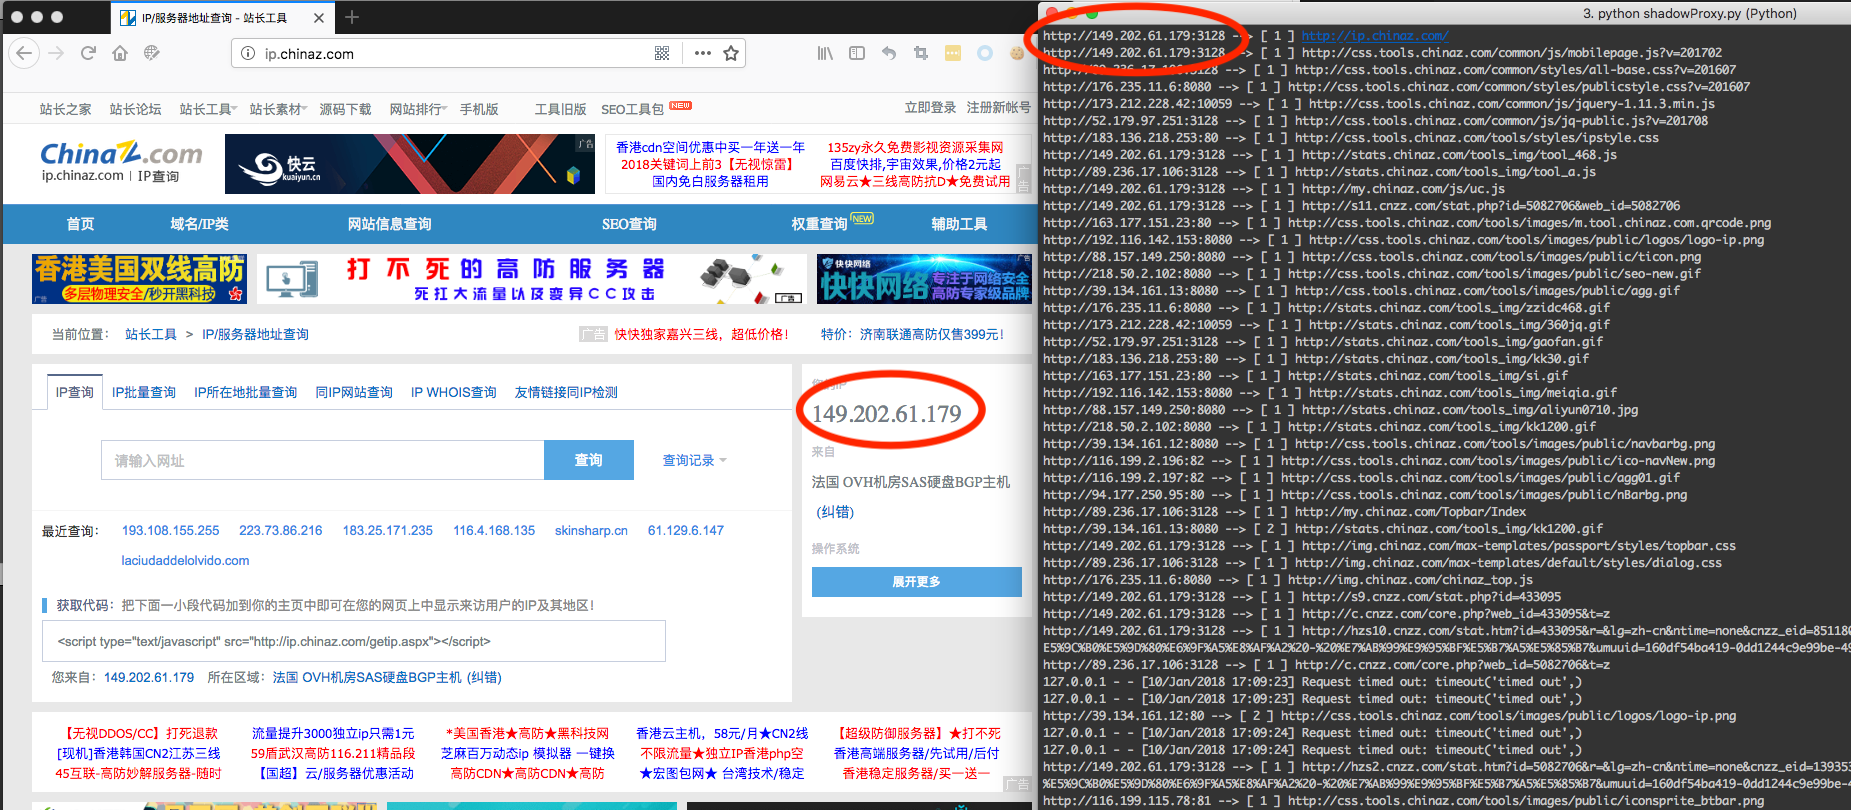 IP/服务器地址查询 - 站长工具
ip.chinaz.com
站长之家 站长论坛 站长工具 站长素材 源码下载 网站排行 手机版 工具旧版 SEO工具包 NEW 立即登录 注册新帐号
ChinaZ.com
ip.chinaz.com | IP查询
快云
kuaiyun.cn
广告
香港cdn空间优惠中买一年送一年 135zy永久免费影视资源采集网
2018关键词上前3【无视惊雷】 百度快排,宇宙效果,价格2元起
国内免白服务器租用 网易云★三线高防抗D★免费试用
广告
首页 域名/IP类 网站信息查询 SEO查询 权重查询 NEW 辅助工具
香港美国双线高防
多层物理安全/秒开黑科技
广告
打不死的高防服务器
死扛大流量以及变异CC攻击
广告
快快网络
快快网络 专注于网络安全
高防专家级品牌
广告
当前位置： 站长工具 > IP/服务器地址查询 广告 快快独家嘉兴三线，超低价格！ 特价：济南联通高防仅售399元！
IP查询 IP批量查询 IP所在地批量查询 同IP网站查询 IP WHOIS查询 友情链接同IP检测
请输入网址 查询 查询记录
最近查询： 193.108.155.255 223.73.86.216 183.25.171.235 116.4.168.135 skinsharp.cn 61.129.6.147
laciudaddelolvido.com
获取代码：把下面一小段代码加到你的主页中即可在您的网页上中显示来访用户的IP及其地区！
<script type="text/javascript" src="http://ip.chinaz.com/getip.aspx"></script>
您来自：149.202.61.179 所在区域：法国 OVH机房SAS硬盘BGP主机 (纠错)
您的IP
149.202.61.179
来自
法国 OVH机房SAS硬盘BGP主机
(纠错)
操作系统
展开更多
【无视DDOS/CC】打死退款 流量提升3000独立ip只需1元 *美国香港★高防★黑科技网 香港云主机，58元/月★CN2线 【超级防御服务器】★打不死
[现机]香港韩国CN2江苏三线 59盾武汉高防116.211精品段 芝麻百万动态ip 模拟器 一键换 不限流量★独立IP香港php空 香港高端服务器/先试用/后付
45互联-高防妙解服务器-随时 【国超】云/服务器优惠活动 高防CDN★高防CDN★高防 ★宏图包网★ 台湾技术/稳定 香港稳定服务器/买一送一
广告
3. python shadowProxy.py (Python)
http://149.202.61.179:3128 --> [ 1 ] http://ip.chinaz.com/
http://149.202.61.179:3128 --> [ 1 ] http://css.tools.chinaz.com/common/js/mobilepage.js?v=201702
http://89.236.17.106:3128 --> [ 1 ] http://css.tools.chinaz.com/common/styles/all-base.css?v=201607
http://176.235.11.6:8080 --> [ 1 ] http://css.tools.chinaz.com/common/styles/publicstyle.css?v=201607
http://173.212.228.42:10059 --> [ 1 ] http://css.tools.chinaz.com/common/js/jquery-1.11.3.min.js
http://52.179.97.251:3128 --> [ 1 ] http://css.tools.chinaz.com/common/js/jq-public.js?v=201708
http://183.136.218.253:80 --> [ 1 ] http://css.tools.chinaz.com/tools/styles/ipstyle.css
http://149.202.61.179:3128 --> [ 1 ] http://stats.chinaz.com/tools_img/tool_468.js
http://89.236.17.106:3128 --> [ 1 ] http://stats.chinaz.com/tools_img/tool_a.js
http://149.202.61.179:3128 --> [ 1 ] http://my.chinaz.com/js/uc.js
http://149.202.61.179:3128 --> [ 1 ] http://s11.cnzz.com/stat.php?id=5082706&web_id=5082706
http://163.177.151.23:80 --> [ 1 ] http://css.tools.chinaz.com/tools/images/m.tool.chinaz.com.qrcode.png
http://192.116.142.153:8080 --> [ 1 ] http://css.tools.chinaz.com/tools/images/public/logos/logo-ip.png
http://88.157.149.250:8080 --> [ 1 ] http://css.tools.chinaz.com/tools/images/public/ticon.png
http://218.50.2.102:8080 --> [ 1 ] http://css.tools.chinaz.com/tools/images/public/seo-new.gif
http://39.134.161.13:8080 --> [ 1 ] http://css.tools.chinaz.com/tools/images/public/agg.gif
http://176.235.11.6:8080 --> [ 1 ] http://stats.chinaz.com/tools_img/zzidc468.gif
http://173.212.228.42:10059 --> [ 1 ] http://stats.chinaz.com/tools_img/360jq.gif
http://52.179.97.251:3128 --> [ 1 ] http://stats.chinaz.com/tools_img/gaofan.gif
http://183.136.218.253:80 --> [ 1 ] http://stats.chinaz.com/tools_img/kk30.gif
http://163.177.151.23:80 --> [ 1 ] http://stats.chinaz.com/tools_img/si.gif
http://192.116.142.153:8080 --> [ 1 ] http://stats.chinaz.com/tools_img/meiqia.gif
http://88.157.149.250:8080 --> [ 1 ] http://stats.chinaz.com/tools_img/aliyun0710.jpg
http://218.50.2.102:8080 --> [ 1 ] http://stats.chinaz.com/tools_img/kk1200.gif
http://39.134.161.12:8080 --> [ 1 ] http://css.tools.chinaz.com/tools/images/public/navbarbg.png
http://116.199.2.196:82 --> [ 1 ] http://css.tools.chinaz.com/tools/images/public/ico-navNew.png
http://116.199.2.197:82 --> [ 1 ] http://css.tools.chinaz.com/tools/images/public/agg01.gif
http://94.177.250.95:80 --> [ 1 ] http://css.tools.chinaz.com/tools/images/public/nBarbg.png
http://89.236.17.106:3128 --> [ 1 ] http://my.chinaz.com/Topbar/Index
http://39.134.161.13:8080 --> [ 2 ] http://stats.chinaz.com/tools_img/kk1200.gif
http://149.202.61.179:3128 --> [ 1 ] http://img.chinaz.com/max-templates/passport/styles/topbar.css
http://89.236.17.106:3128 --> [ 1 ] http://img.chinaz.com/max-templates/default/styles/dialog.css
http://176.235.11.6:8080 --> [ 1 ] http://img.chinaz.com/chinaz_top.js
http://149.202.61.179:3128 --> [ 1 ] http://s9.cnzz.com/stat.php?id=433095
http://149.202.61.179:3128 --> [ 1 ] http://c.cnzz.com/core.php?web_id=433095&t=z
http://149.202.61.179:3128 --> [ 1 ] http://hzs10.cnzz.com/stat.htm?id=433095&r=&lg=zh-cn&ntime=none&cnzz_eid=851180
E5%9C%B0%E5%9D%80%E6%9F%A5%E8%AF%A2%20-%20%E7%AB%99%E9%95%BF%E5%B7%A5%E5%85%B7&umuuid=160df54ba419-0dd1244c9e99be-49
http://89.236.17.106:3128 --> [ 1 ] http://c.cnzz.com/core.php?web_id=5082706&t=z
127.0.0.1 - - [10/Jan/2018 17:09:23] Request timed out: timeout('timed out',)
127.0.0.1 - - [10/Jan/2018 17:09:23] Request timed out: timeout('timed out',)
http://39.134.161.12:80 --> [ 2 ] http://css.tools.chinaz.com/tools/images/public/logos/logo-ip.png
127.0.0.1 - - [10/Jan/2018 17:09:24] Request timed out: timeout('timed out',)
127.0.0.1 - - [10/Jan/2018 17:09:24] Request timed out: timeout('timed out',)
http://149.202.61.179:3128 --> [ 1 ] http://hzs2.cnzz.com/stat.htm?id=5082706&r=&lg=zh-cn&ntime=none&cnzz_eid=139353
%E5%9C%B0%E5%9D%80%E6%9F%A5%E8%AF%A2%20-%20%E7%AB%99%E9%95%BF%E5%B7%A5%E5%85%B7&umuuid=160df54ba419-0dd1244c9e99be-4
http://116.199.115.78:81 --> [ 1 ] http://css.tools.chinaz.com/tools/images/public/iconsprite_btbar.png